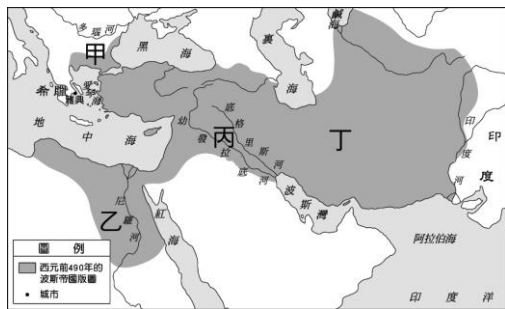 多瑙河
黑海
裏海
鹹海
甲
希臘
愛琴海
雅典
地中海
幼發拉底河
底格里斯河
丙
丁
印度河
印度
乙
尼羅河
紅海
波斯灣
阿拉伯海
印度洋
圖例
西元前490年的
波斯帝國版圖
城市